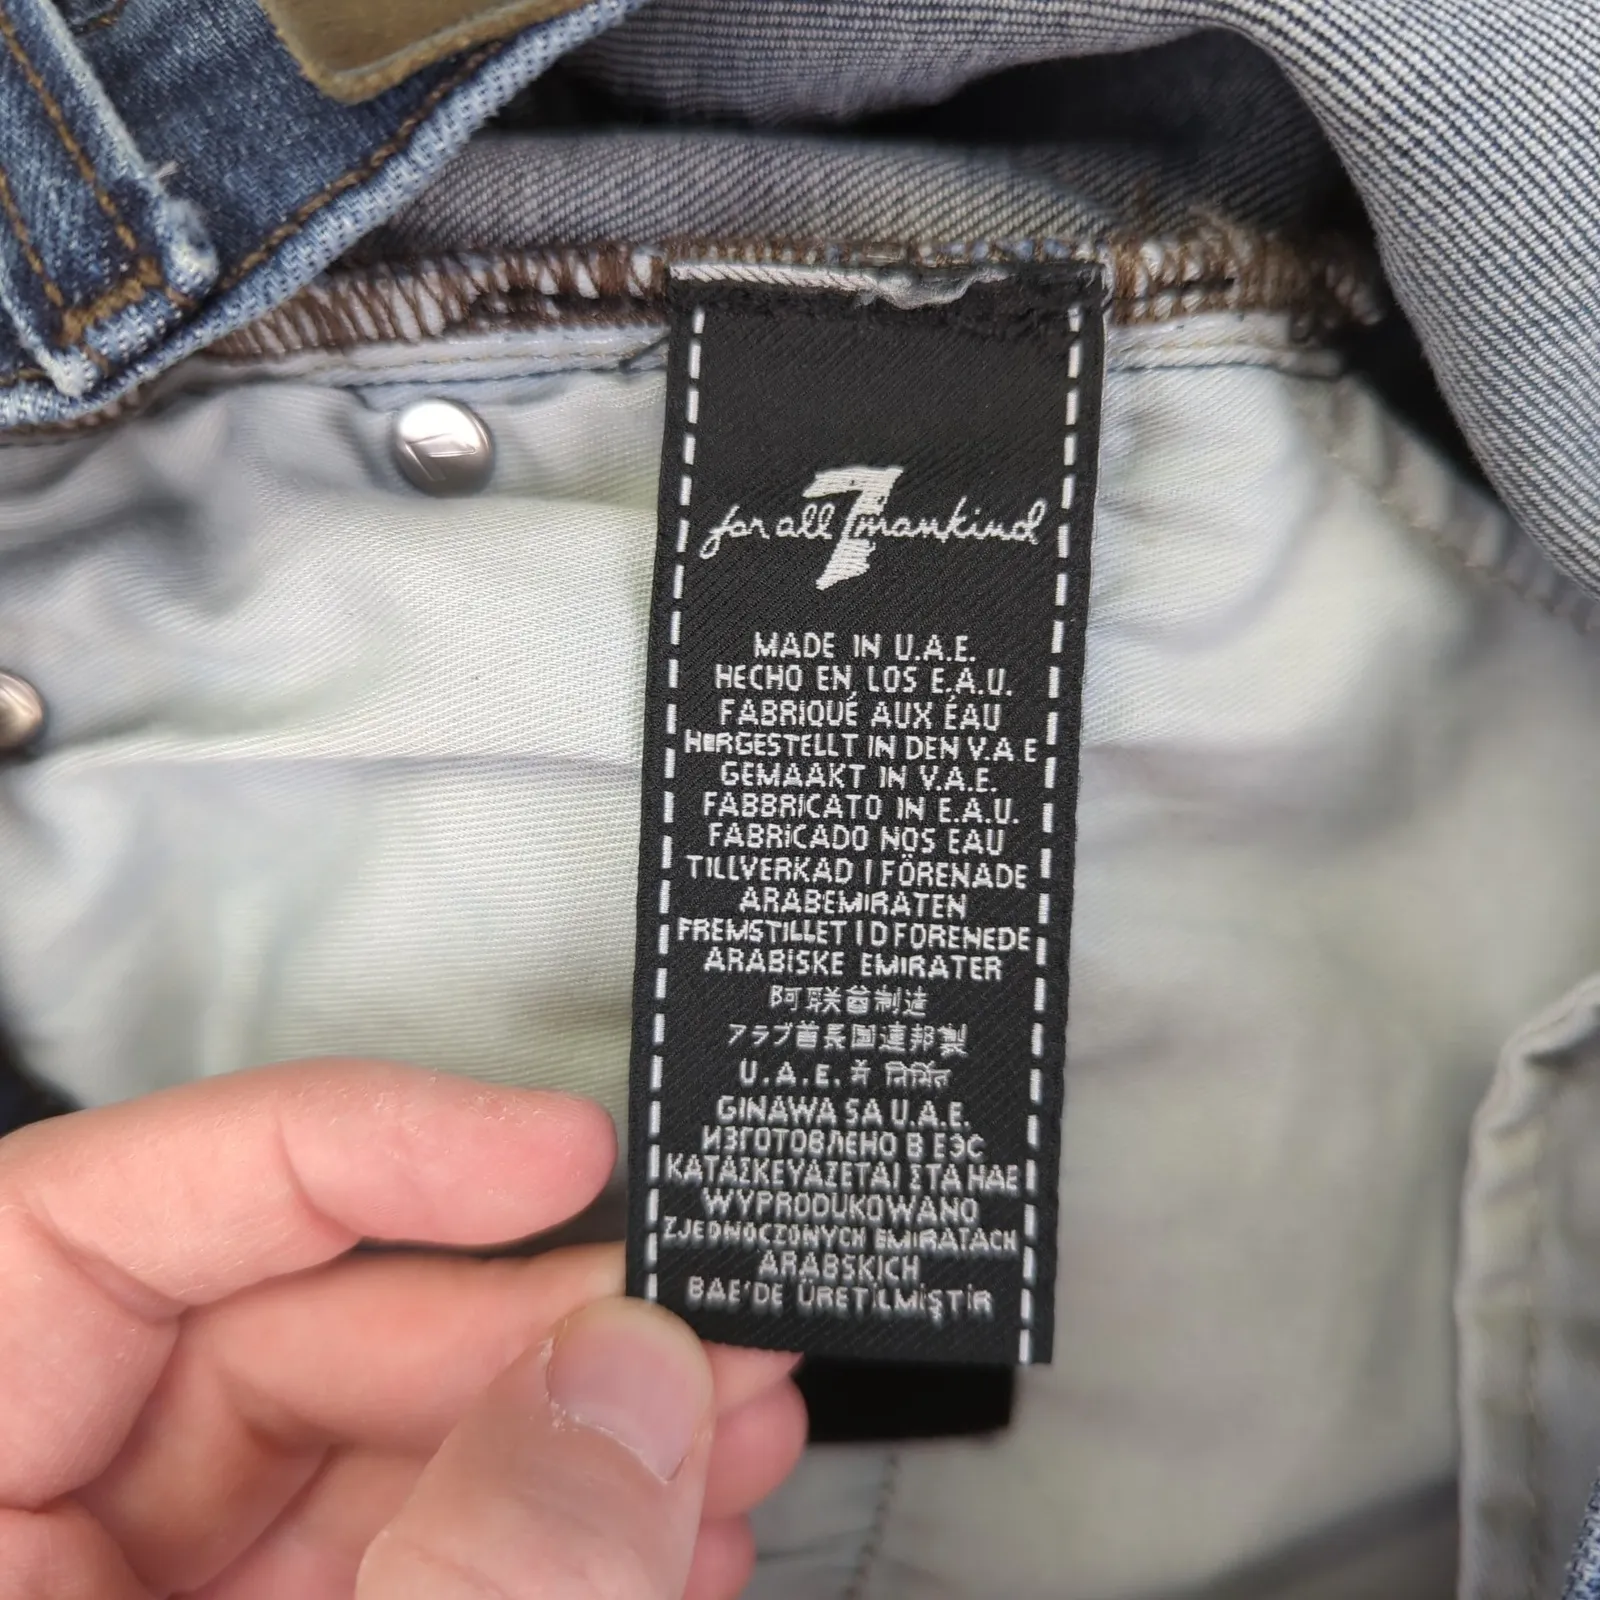 for all 7 mankind
MADE IN U.A.E.
HECHO EN LOS E.A.U.
FABRIQUÉ AUX ÉAU
HERGESTELLT IN DEN V.A E
GEMAAKT IN V.A.E.
FABBRICATO IN E.A.U.
FABRICADO NOS EAU
TILLVERKAD I FÖRENADE
ARABEMIRATEN
FREMSTILLET I D FORENEDE
ARABISKE EMIRATER
阿联酋制造
アラブ首長国連邦製
U.A.E. में निर्मित
GINAWA SA U.A.E.
ИЗГОТОВЛЕНО В ЕЭС
ΚΑΤΑΣΚΕΥΑΖΕΤΑΙ ΣΤΑ ΗΑΕ
WYPRODUKOWANO
ZJEDNOCZONYCH EMIRATACH
ARABSKICH
BAE'DE ÜRETİLMİŞTİR
7